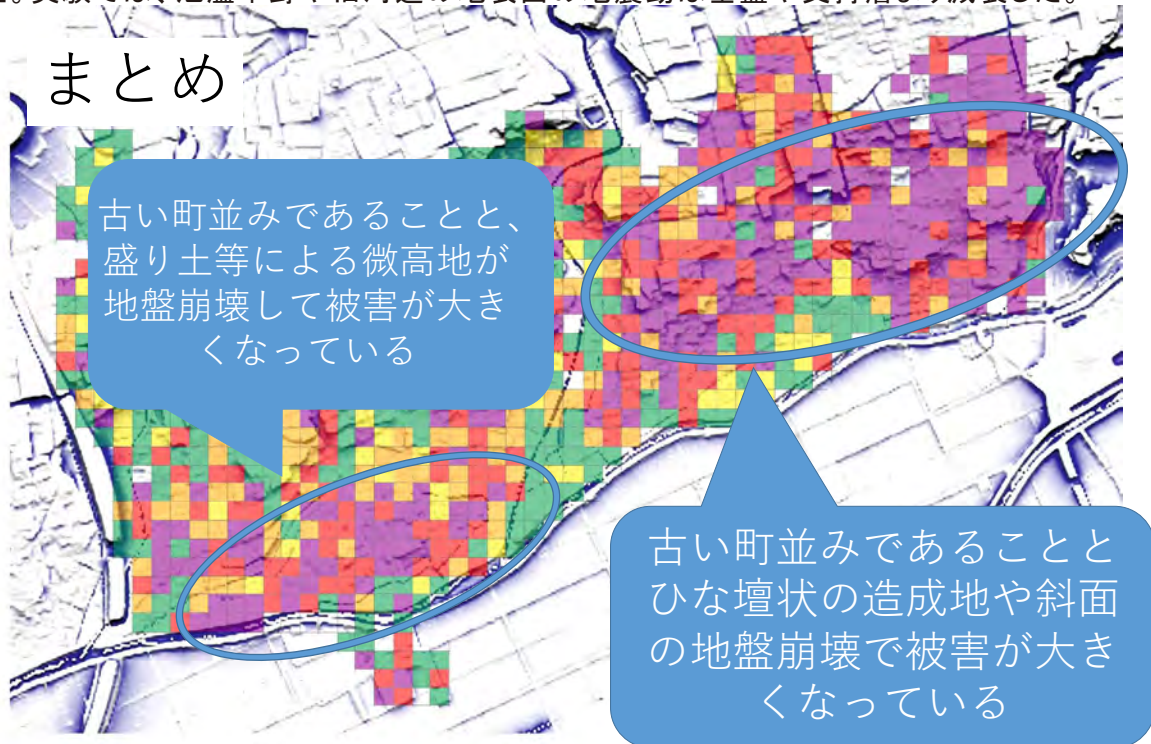 まとめ
古い町並みであることと、
盛り土等による微高地が
地盤崩壊して被害が大き
くなっている
古い町並みであることと
ひな壇状の造成地や斜面
の地盤崩壊で被害が大き
くなっている